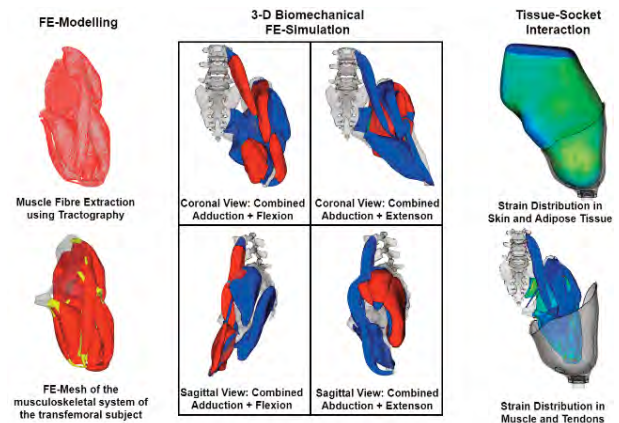 FE-Modelling
Muscle Fibre Extraction
using Tractography
FE-Mesh of the
musculoskeletal system of
the transfemoral subject
3-D Biomechanical
FE-Simulation
Coronal View: Combined
Adduction + Flexion
Coronal View: Combined
Abduction + Extenson
Sagittal View: Combined
Adduction + Flexion
Sagittal View: Combined
Abduction + Extenson
Tissue-Socket
Interaction
Strain Distribution in
Skin and Adipose Tissue
Strain Distribution in
Muscle and Tendons